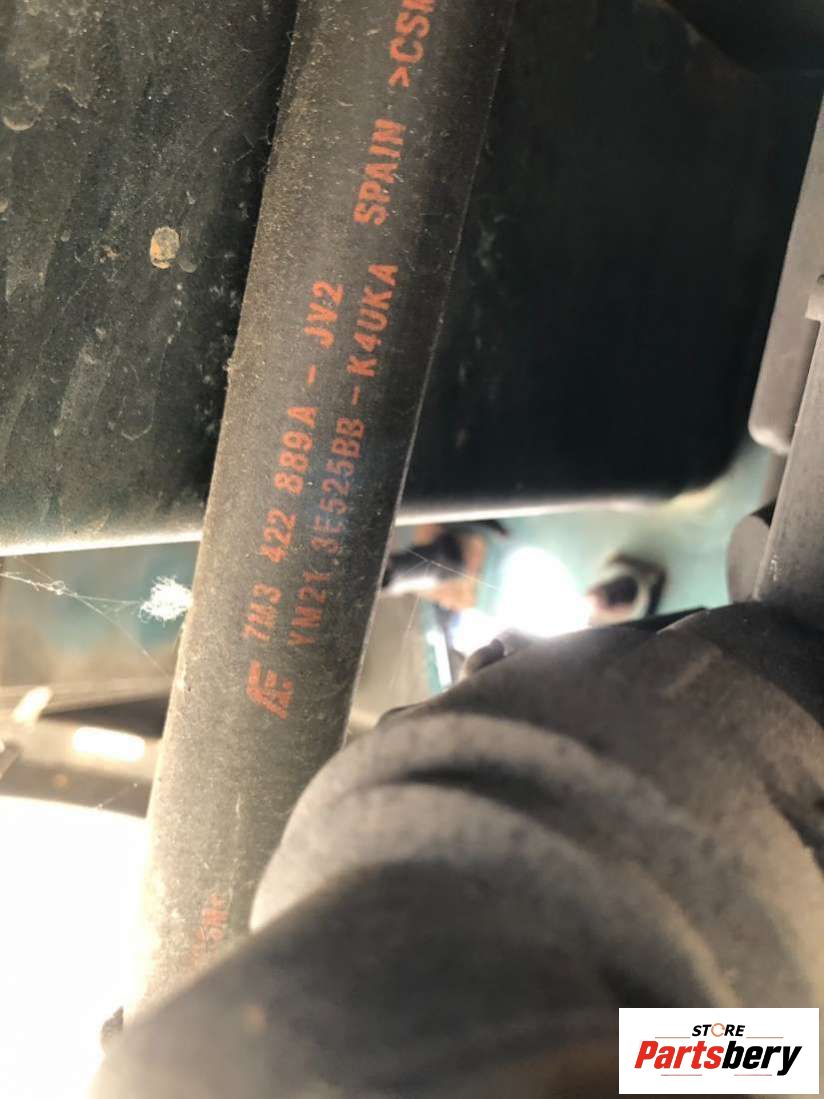 7M3 422 889A - JV2
YM21.3E525BB - K4UKA SPAIN >CSM
STORE
Partsbery